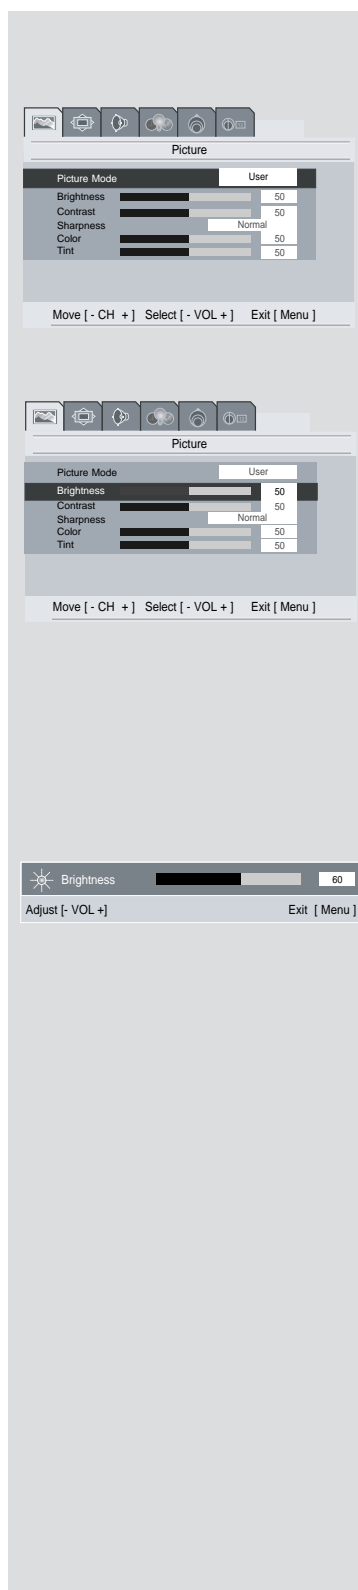 Picture
Picture Mode User
Brightness 50
Contrast 50
Sharpness Normal
Color 50
Tint 50
Move [ - CH + ] Select [ - VOL + ] Exit [ Menu ]
Picture
Picture Mode User
Brightness 50
Contrast 50
Sharpness Normal
Color 50
Tint 50
Move [ - CH + ] Select [ - VOL + ] Exit [ Menu ]
Brightness 60
Adjust [- VOL +] Exit [ Menu ]